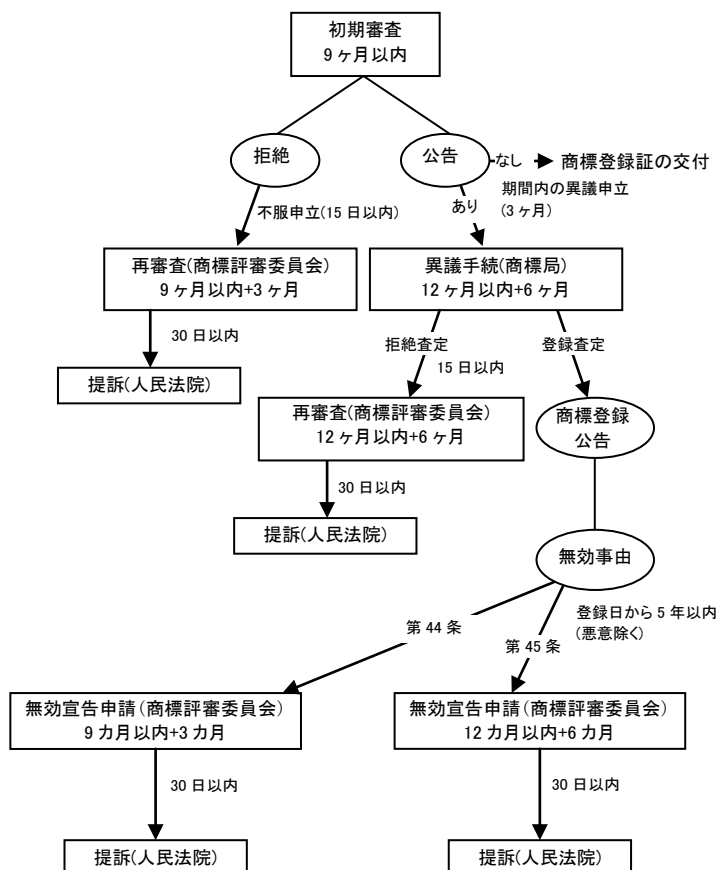 初期審査
9ヶ月以内
拒絶
公告
なし
商標登録証の交付
不服申立(15日以内)
あり
期間内の異議申立
(3ヶ月)
再審査(商標評審委員会)
9ヶ月以内+3ヶ月
異議手続(商標局)
12ヶ月以内+6ヶ月
30日以内
提訴(人民法院)
拒絶査定
15日以内
登録査定
再審査(商標評審委員会)
12ヶ月以内+6ヶ月
商標登録
公告
30日以内
提訴(人民法院)
無効事由
登録日から5年以内
(悪意除く)
第44条
第45条
無効宣告申請(商標評審委員会)
9カ月以内+3カ月
無効宣告申請(商標評審委員会)
12カ月以内+6カ月
30日以内
30日以内
提訴(人民法院)
提訴(人民法院)